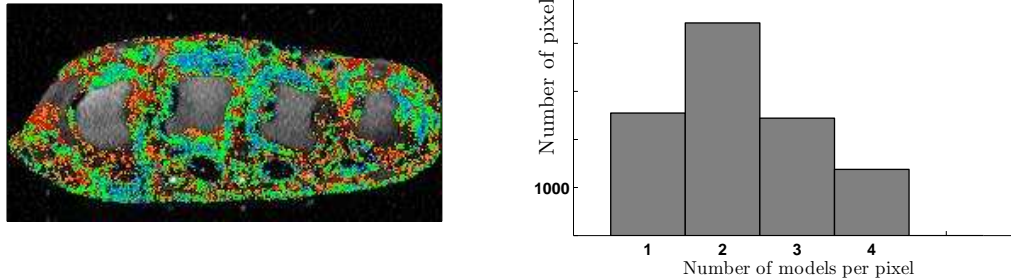 Number of pixel
1000
1 2 3 4
Number of models per pixel